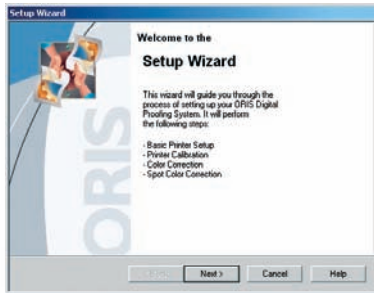 Setup Wizard
Welcome to the
Setup Wizard
This wizard will guide you through the
process of setting up your ORIS Digital
Proofing System. It will perform
the following steps:
- Basic Printer Setup
- Printer Calibration
- Color Correction
- Spot Color Correction
ORIS
Next >
Cancel
Help